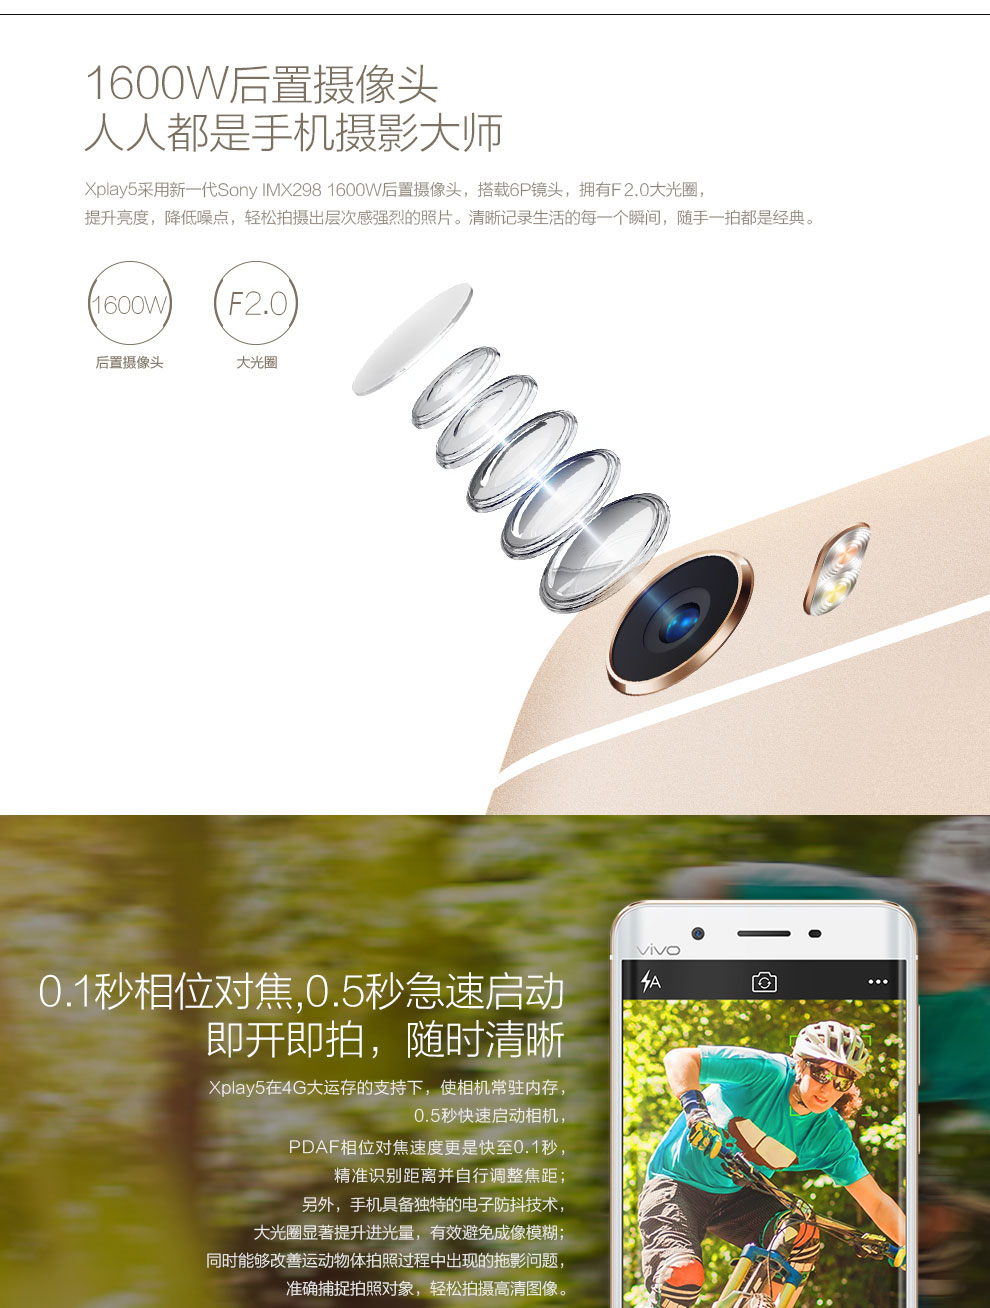 1600W后置摄像头
人人都是手机摄影大师
Xplay5采用新一代Sony IMX298 1600W后置摄像头，搭载6P镜头，拥有F2.0大光圈，
提升亮度，降低噪点，轻松拍摄出层次感强烈的照片。清晰记录生活的每一个瞬间，随手一拍都是经典。
1600W
F2.0
后置摄像头
大光圈
vivo
A
0.1秒相位对焦,0.5秒急速启动
即开即拍，随时清晰
Xplay5在4G大运存的支持下，使相机常驻内存，
0.5秒快速启动相机，
PDAF相位对焦速度更是快至0.1秒，
精准识别距离并自行调整焦距；
另外，手机具备独特的电子防抖技术，
大光圈显著提升进光量，有效避免成像模糊；
同时能够改善运动物体拍照过程中出现的拖影问题，
准确捕捉拍照对象，轻松拍摄高清图像。